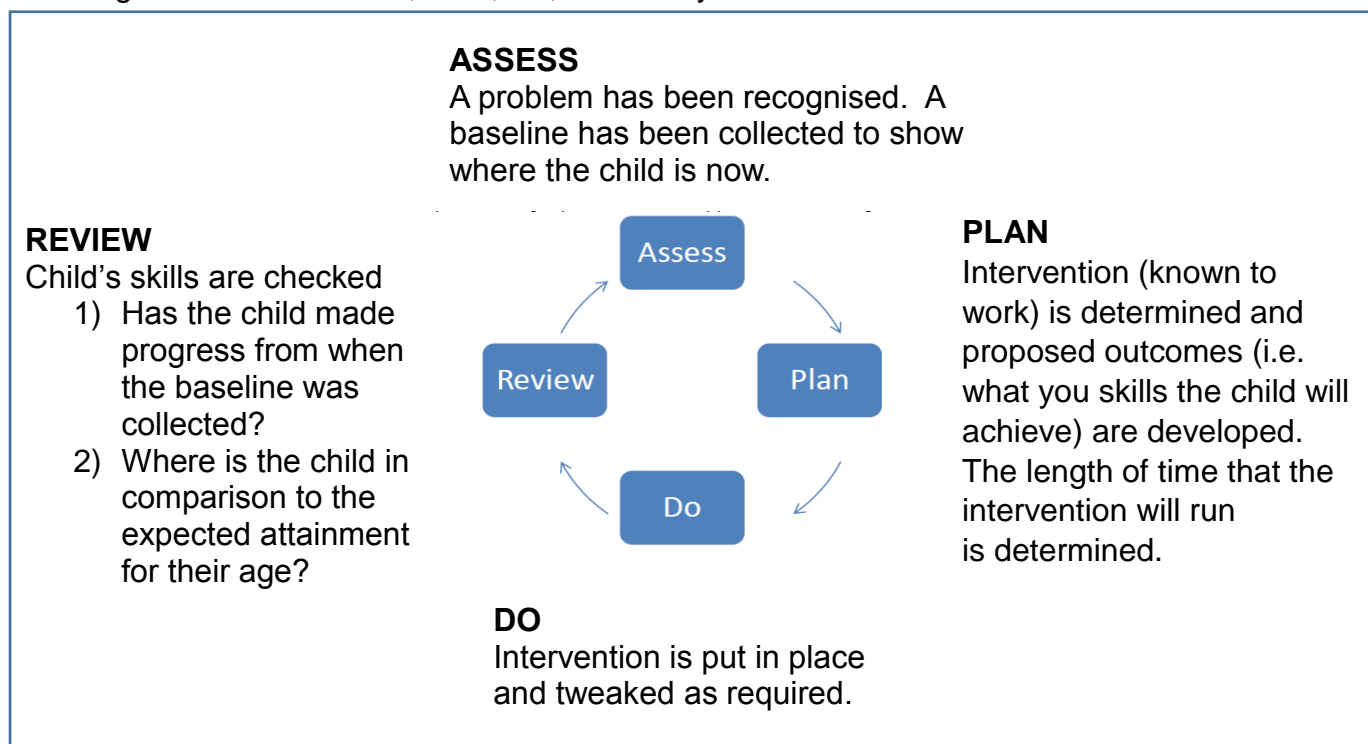 ASSESS
A problem has been recognised.  A
baseline has been collected to show
where the child is now.
REVIEW
Child’s skills are checked
1) Has the child made
progress from when
the baseline was
collected?
2) Where is the child in
comparison to the
expected attainment
for their age?
Assess
Review
Plan
Do
PLAN
Intervention (known to
work) is determined and
proposed outcomes (i.e.
what you skills the child will
achieve) are developed.
The length of time that the
intervention will run
is determined.
DO
Intervention is put in place
and tweaked as required.